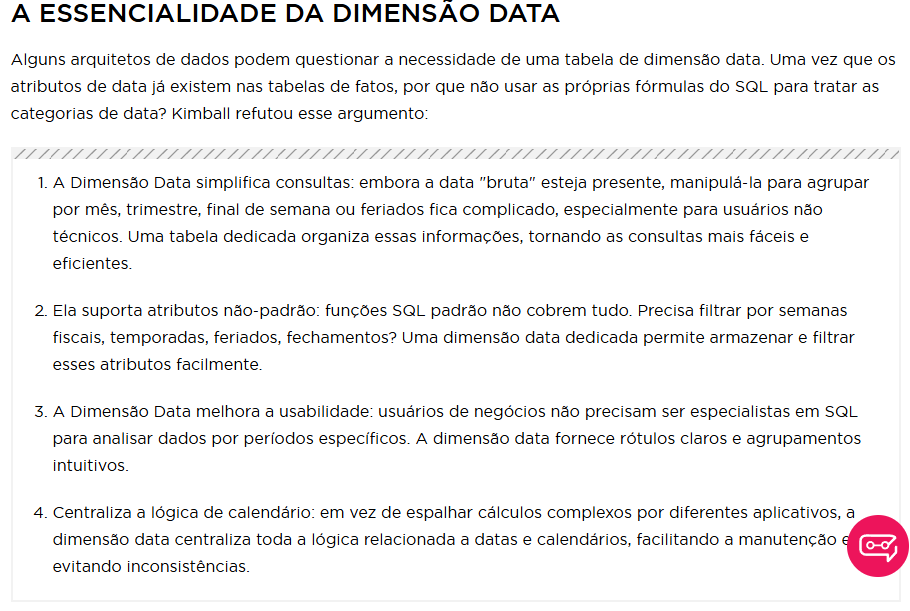 A ESSENCIALIDADE DA DIMENSÃO DATA
Alguns arquitetos de dados podem questionar a necessidade de uma tabela de dimensão data. Uma vez que os
atributos de data já existem nas tabelas de fatos, por que não usar as próprias fórmulas do SQL para tratar as
categorias de data? Kimball refutou esse argumento:
1. A Dimensão Data simplifica consultas: embora a data "bruta" esteja presente, manipulá-la para agrupar
por mês, trimestre, final de semana ou feriados fica complicado, especialmente para usuários não
técnicos. Uma tabela dedicada organiza essas informações, tornando as consultas mais fáceis e
eficientes.
2. Ela suporta atributos não-padrão: funções SQL padrão não cobrem tudo. Precisa filtrar por semanas
fiscais, temporadas, feriados, fechamentos? Uma dimensão data dedicada permite armazenar e filtrar
esses atributos facilmente.
3. A Dimensão Data melhora a usabilidade: usuários de negócios não precisam ser especialistas em SQL
para analisar dados por períodos específicos. A dimensão data fornece rótulos claros e agrupamentos
intuitivos.
4. Centraliza a lógica de calendário: em vez de espalhar cálculos complexos por diferentes aplicativos, a
dimensão data centraliza toda a lógica relacionada a datas e calendários, facilitando a manutenção e
evitando inconsistências.